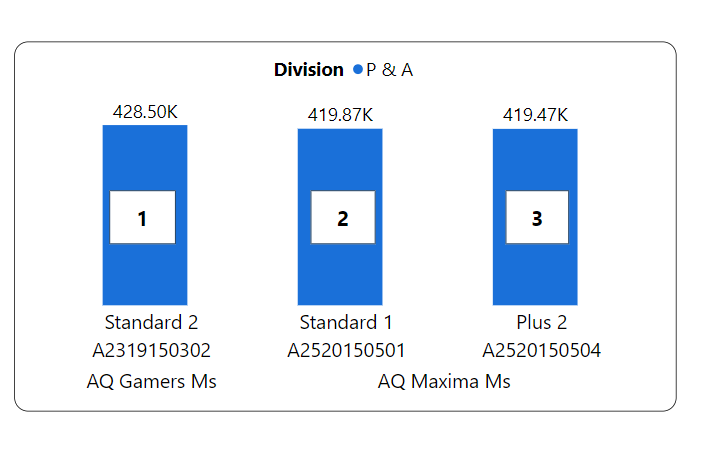 Division P & A
428.50K 419.87K 419.47K
1 2 3
Standard 2 Standard 1 Plus 2
A2319150302 A2520150501 A2520150504
AQ Gamers Ms AQ Maxima Ms